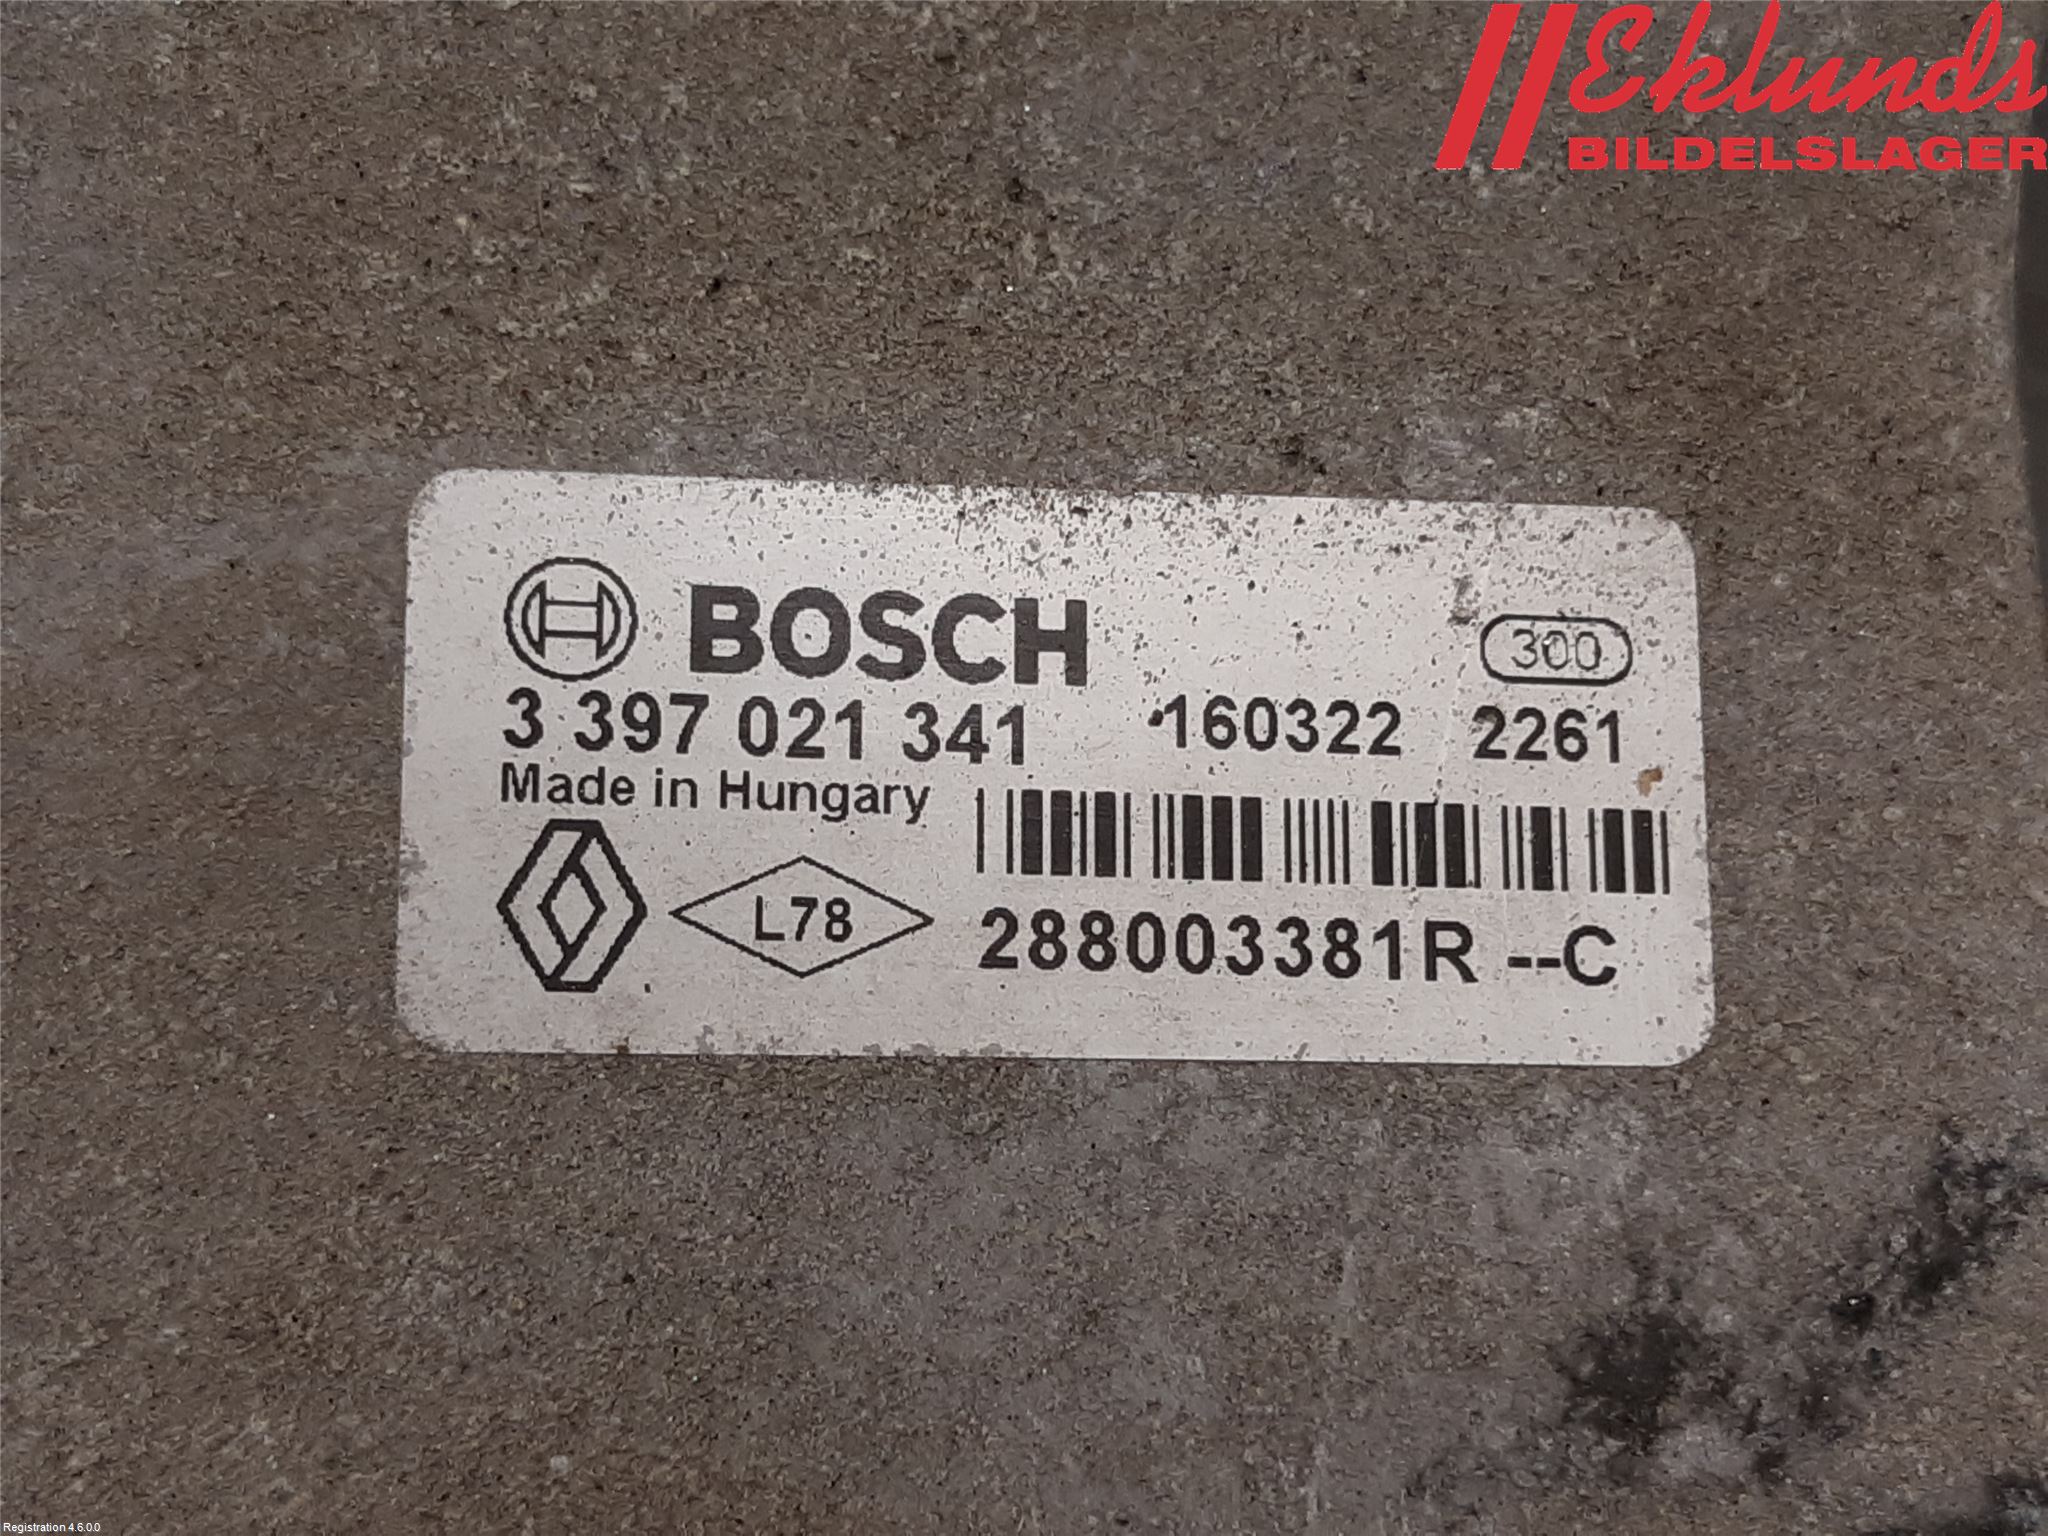 Eklunds
BILDELSLAGER
BOSCH
300
3 397 021 341 160322 2261
Made in Hungary
L78
288003381R --C
Registration 4.6.0.0